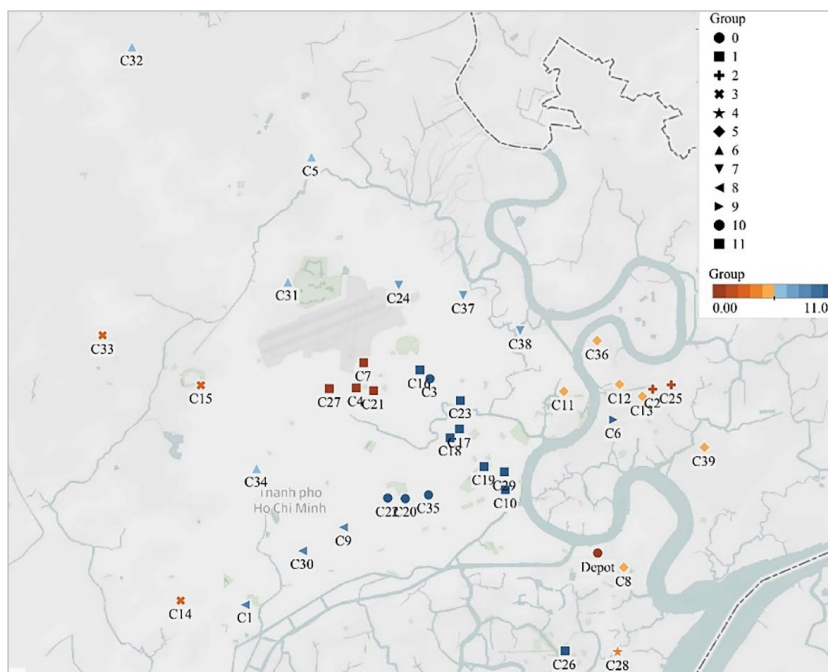 Group
0
1
2
3
4
5
6
7
8
9
10
11
Group
0.00 11.0
C32
C5
C31
C24
C37
C38
C36
C33
C15
C7
C16
C3
C27
C4
C21
C23
C11
C12
C13
C2
C25
C6
C17
C18
C39
C34
C19
C29
C10
Thanh pho
Ho Chi Minh
C22
C20
C35
C9
C30
Depot
C8
C14
C1
C26
C28